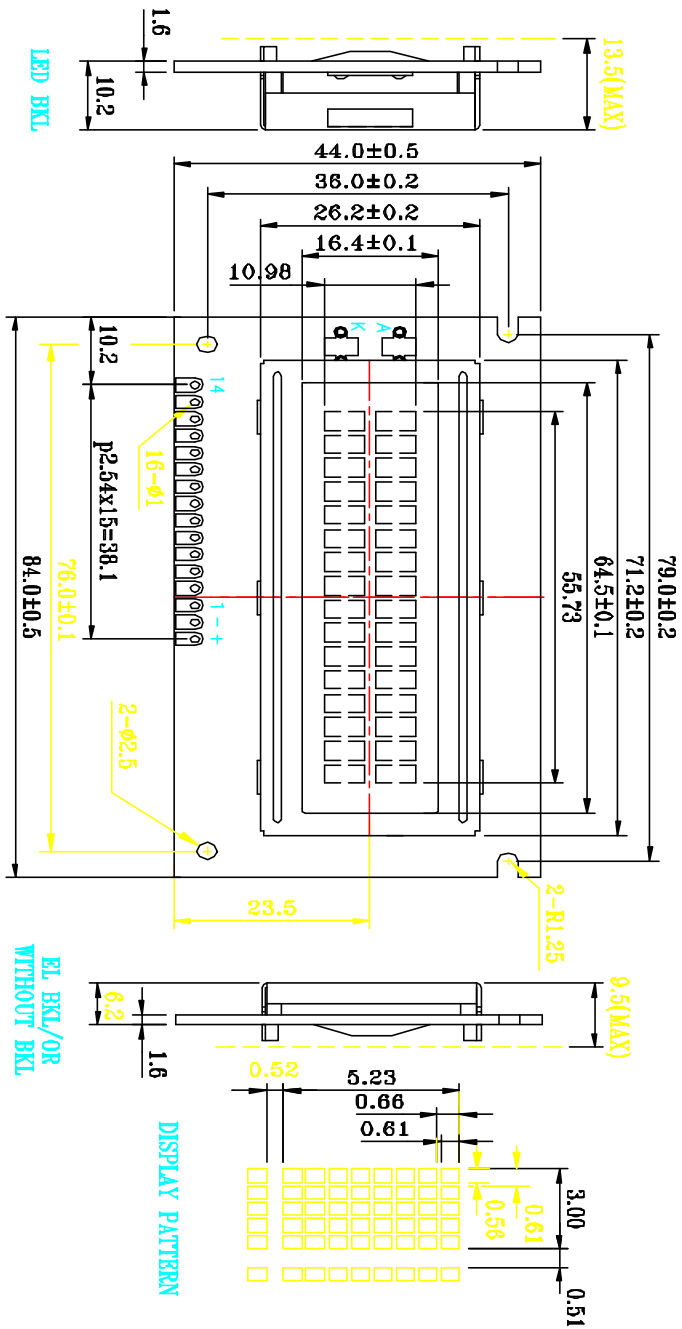 1.6
10.2
LED BKL
13.5(MAX)
44.0±0.5
36.0±0.2
26.2±0.2
16.4±0.1
10.98
K
A
10.2
14
16-ø1
p2.54x15=38.1
1 - +
76.0±0.1
84.0±0.5
2-ø2.5
55.73
64.5±0.1
71.2±0.2
79.0±0.2
2-R1.25
23.5
EL BKL/OR
WITHOUT BKL
6.2
1.6
9.5(MAX)
0.52
5.23
0.66
0.61
DISPLAY PATTERN
0.56
0.61
3.00
0.51